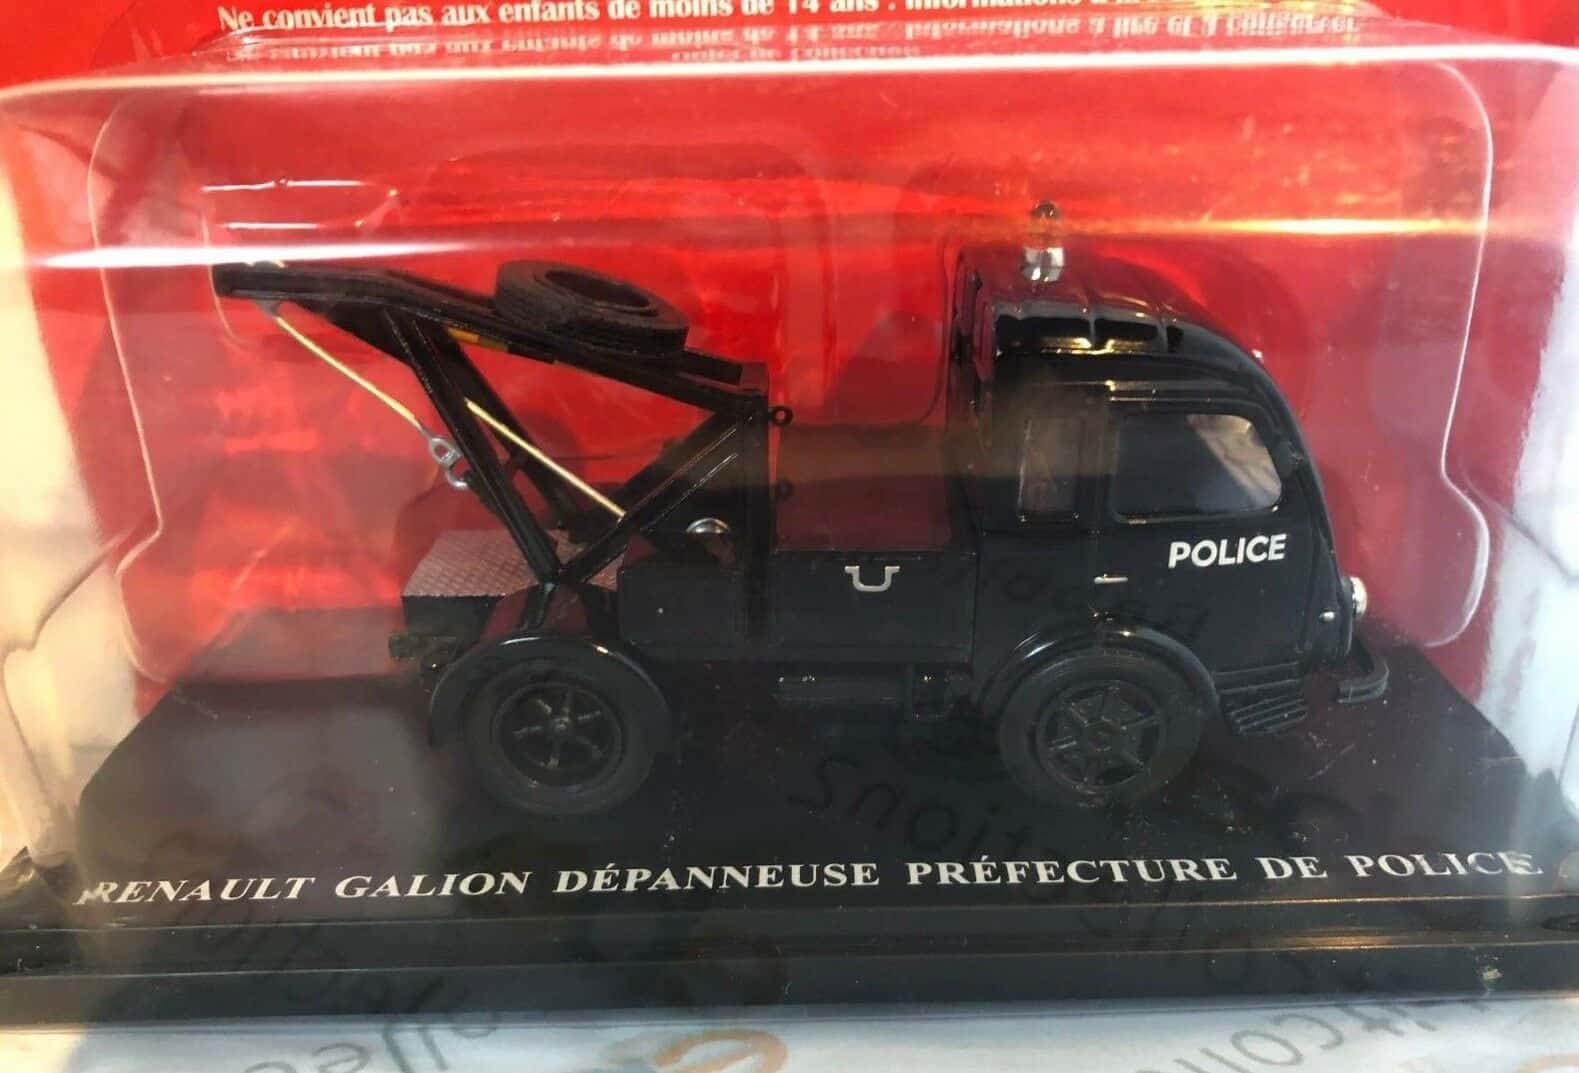 Ne convient pas aux enfants de moins de 14 ans
POLICE
RENAULT GALION DÉPANNEUSE PRÉFECTURE DE POLICE